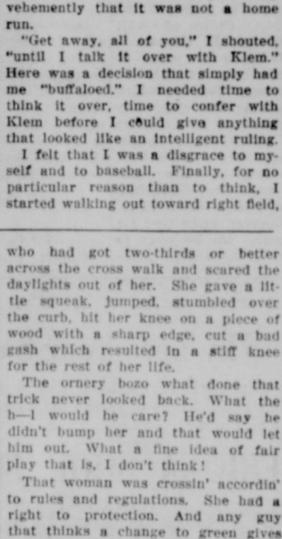 vehemently that it was not a home
run.
"Get away, all of you," I shouted,
"until I talk it over with Klem."
Here was a decision that simply had
me "buffaloed." I needed time to
think it over, time to confer with
Klem before I could give anything
that looked like an intelligent ruling.
I felt that I was a disgrace to my-
self and to baseball. Finally, for no
particular reason than to think, I
started walking out toward right field,
who had got two-thirds or better
across the cross walk and scared the
daylights out of her. She gave a lit-
tle squeak, jumped, stumbled over
the curb, hit her knee on a piece of
wood with a sharp edge, cut a bad
gash which resulted in a stiff knee
for the rest of her life.
The ornery bozo what done that
trick never looked back. What the
h—l would he care? He'd say he
didn't bump her and that would let
him out. What a fine idea of fair
play that is, I don't think!
That woman was crossin' accordin'
to rules and regulations. She had a
right to protection. And any guy
that thinks a change to green gives